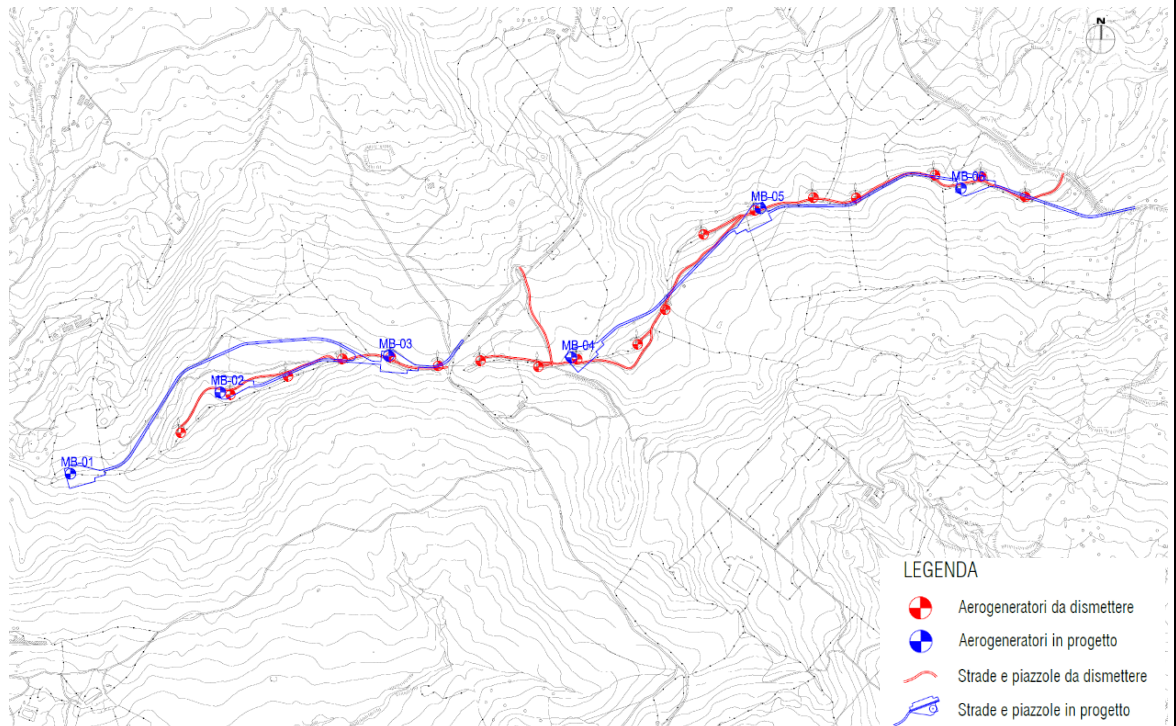 N
MB-06
MB-05
MB-03
MB-04
MB-02
MB-01
LEGENDA
Aerogeneratori da dismettere
Aerogeneratori in progetto
Strade e piazzole da dismettere
Strade e piazzole in progetto